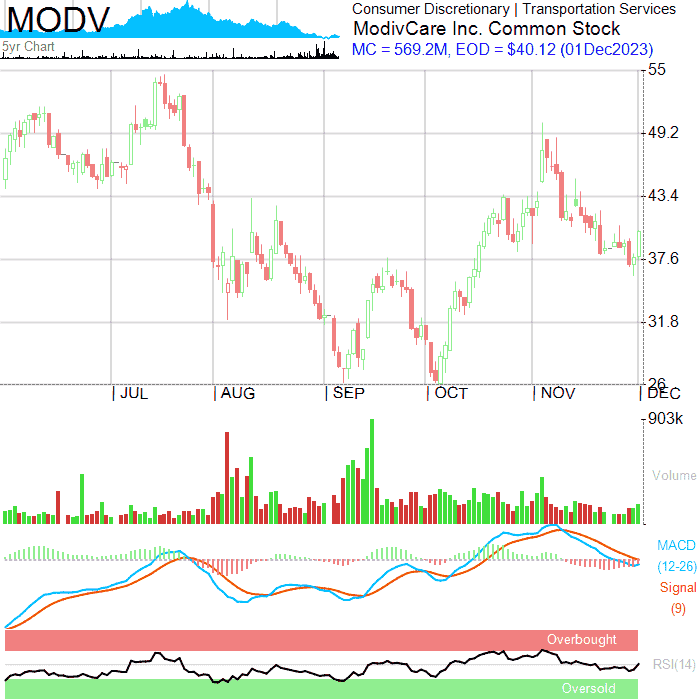 MODV
5yr Chart
Consumer Discretionary | Transportation Services
ModivCare Inc. Common Stock
MC = 569.2M, EOD = $40.12 (01Dec2023)
55
49.2
43.4
37.6
31.8
26
| JUL | AUG | SEP | OCT | NOV | DEC
903k
Volume
MACD
(12-26)
Signal
(9)
Overbought
RSI(14)
Oversold